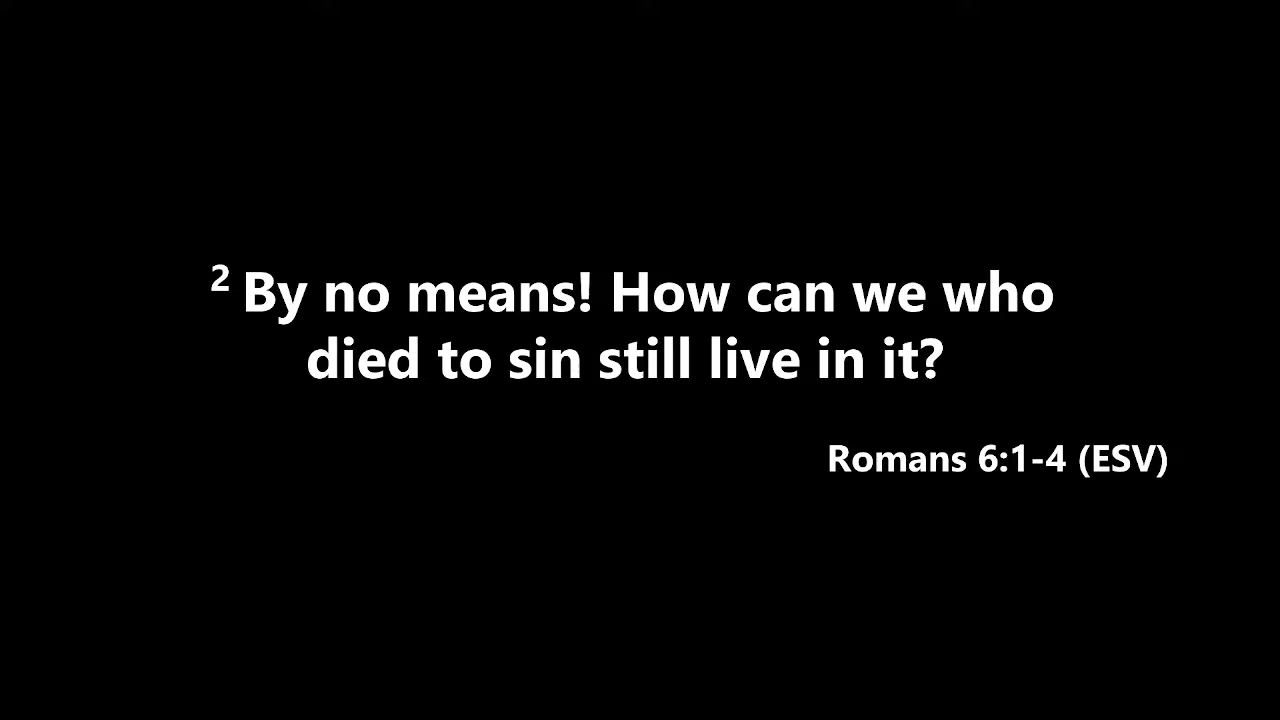 ² By no means! How can we who
died to sin still live in it?
Romans 6:1-4 (ESV)